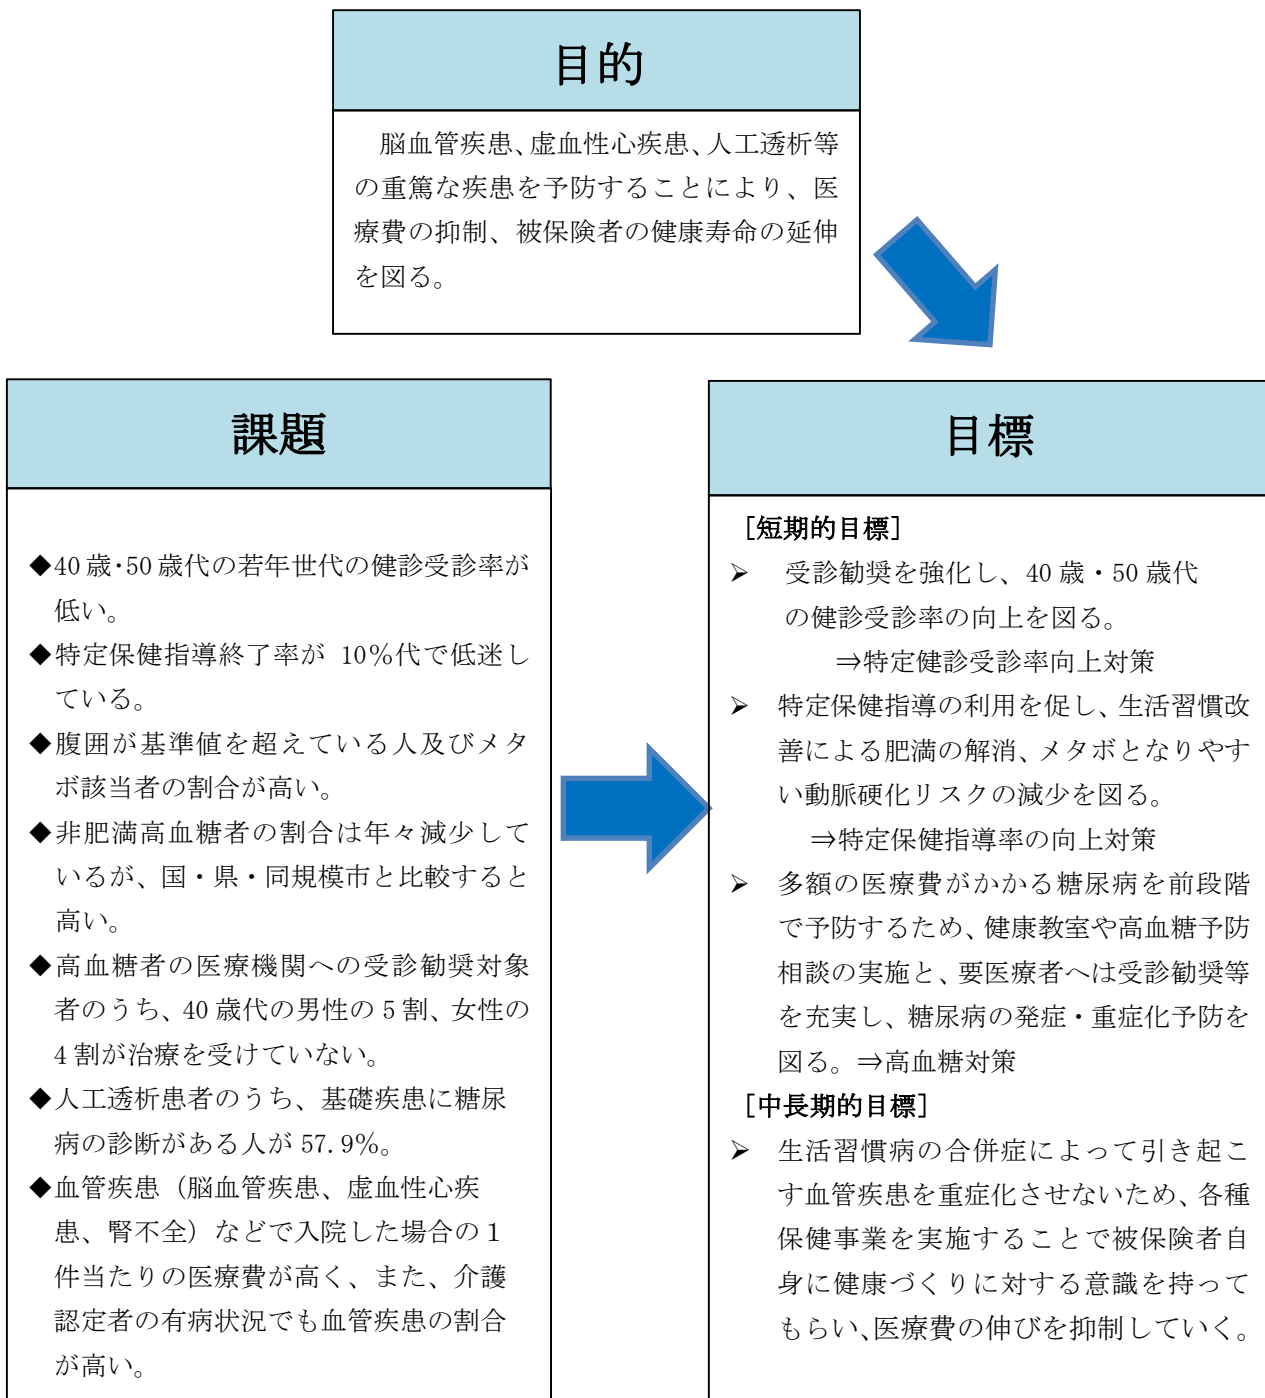 目的
脳血管疾患、虚血性心疾患、人工透析等
の重篤な疾患を予防することにより、医
療費の抑制、被保険者の健康寿命の延伸
を図る。
課題
◆40歳・50歳代の若年世代の健診受診率が
低い。
◆特定保健指導終了率が 10％代で低迷し
ている。
◆腹囲が基準値を超えている人及びメタ
ボ該当者の割合が高い。
◆非肥満高血糖者の割合は年々減少して
いるが、国・県・同規模市と比較すると
高い。
◆高血糖者の医療機関への受診勧奨対象
者のうち、40歳代の男性の5割、女性の
4割が治療を受けていない。
◆人工透析患者のうち、基礎疾患に糖尿
病の診断がある人が 57.9％。
◆血管疾患（脳血管疾患、虚血性心疾
患、腎不全）などで入院した場合の１
件当たりの医療費が高く、また、介護
認定者の有病状況でも血管疾患の割合
が高い。
目標
［短期的目標］
➢ 受診勧奨を強化し、40歳・50歳代
の健診受診率の向上を図る。
⇒特定健診受診率向上対策
➢ 特定保健指導の利用を促し、生活習慣改
善による肥満の解消、メタボとなりやす
い動脈硬化リスクの減少を図る。
⇒特定保健指導率の向上対策
➢ 多額の医療費がかかる糖尿病を前段階
で予防するため、健康教室や高血糖予防
相談の実施と、要医療者へは受診勧奨等
を充実し、糖尿病の発症・重症化予防を
図る。⇒高血糖対策
［中長期的目標］
➢ 生活習慣病の合併症によって引き起こ
す血管疾患を重症化させないため、各種
保健事業を実施することで被保険者自
身に健康づくりに対する意識を持って
もらい、医療費の伸びを抑制していく。